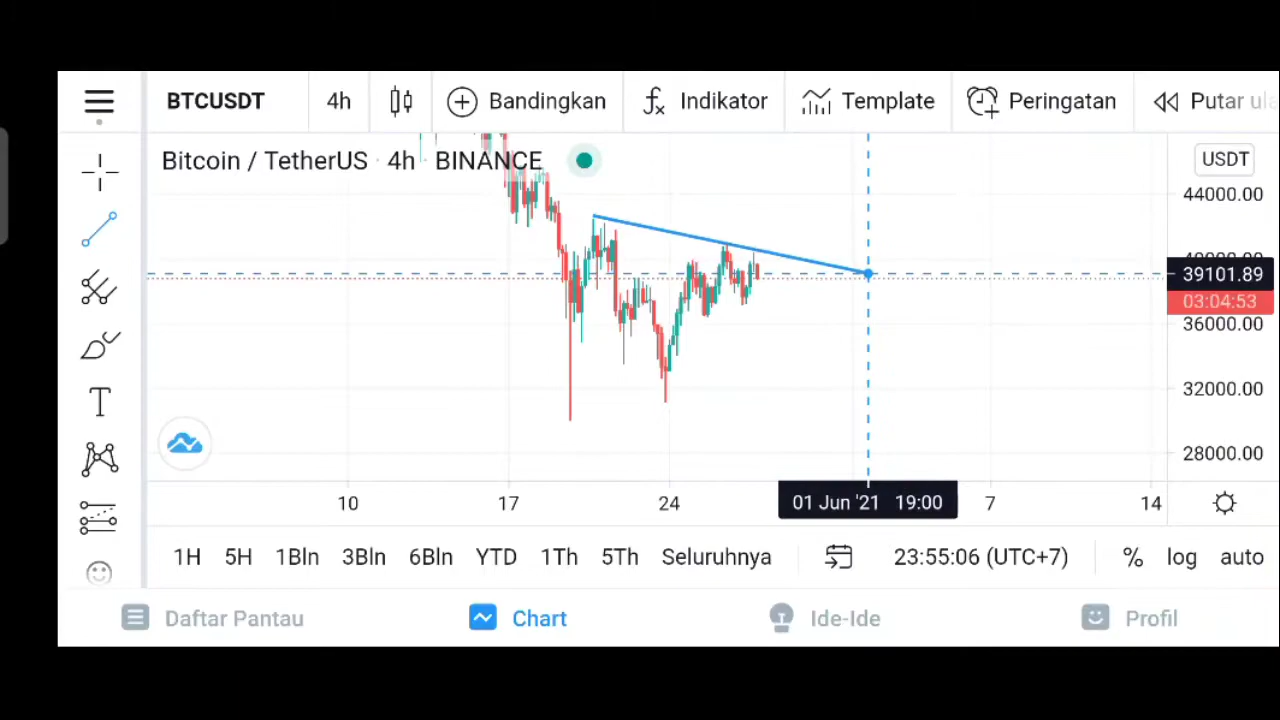 BTCUSDT 4h Bandingkan Indikator Template Peringatan Putar ula
Bitcoin / TetherUS · 4h · BINANCE USDT
44000.00
39101.89
03:04:53
36000.00
32000.00
28000.00
10 17 24 01 Jun '21 19:00 7 14
1H 5H 1Bln 3Bln 6Bln YTD 1Th 5Th Seluruhnya 23:55:06 (UTC+7) % log auto
Daftar Pantau Chart Ide-Ide Profil